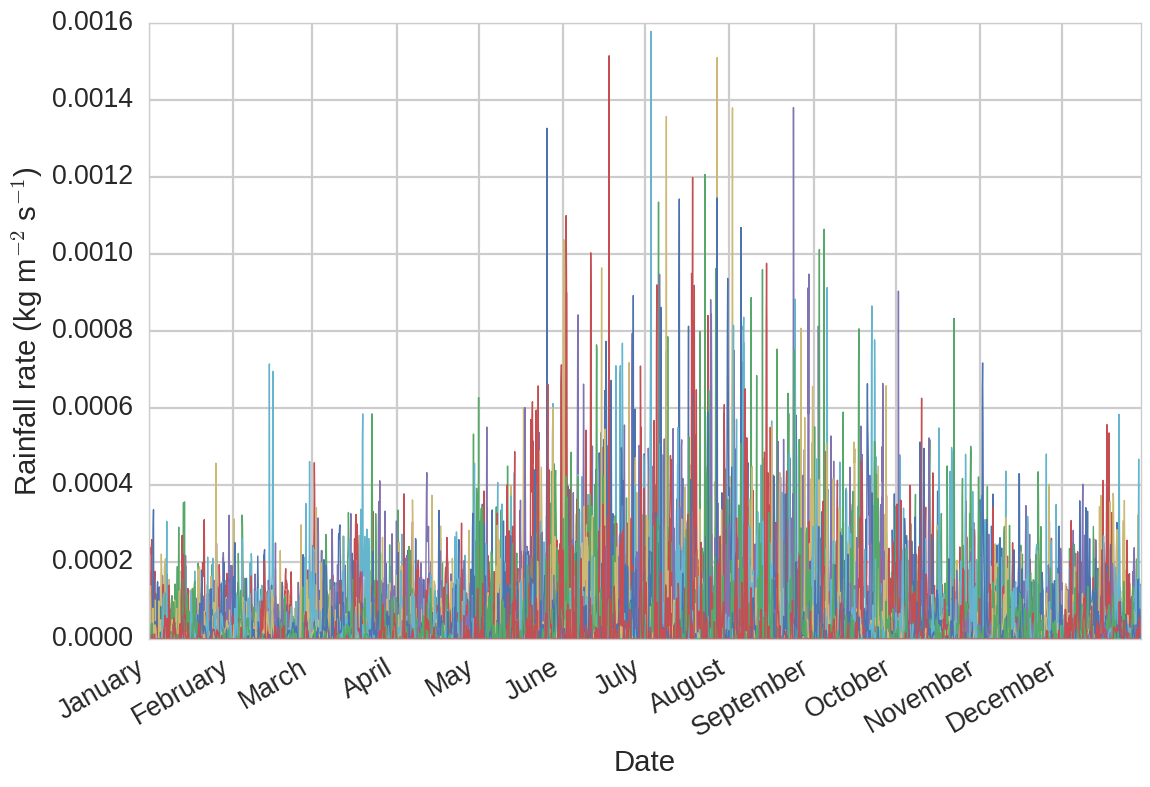 0.0016
0.0014
0.0012
0.0010
0.0008
0.0006
0.0004
0.0002
0.0000
Rainfall rate (kg m⁻² s⁻¹)
January
February
March
April
May
June
July
August
September
October
November
December
Date